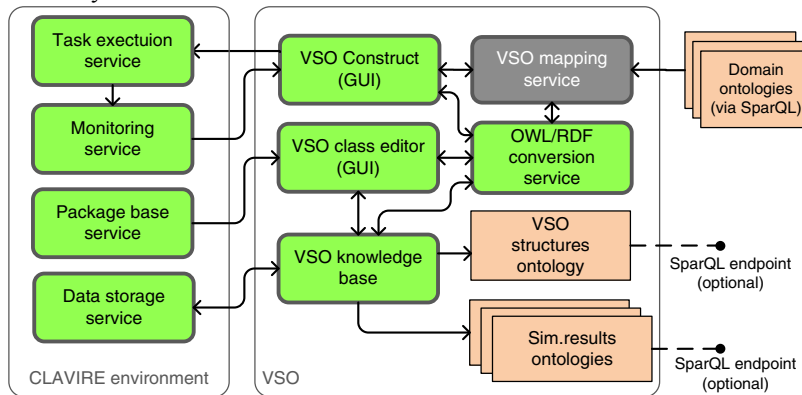 Task exectuion
service
VSO Construct
(GUI)
VSO mapping
service
Domain
ontologies
(via SparQL)
Monitoring
service
VSO class editor
(GUI)
OWL/RDF
conversion
service
Package base
service
VSO
structures
ontology
SparQL endpoint
(optional)
VSO knowledge
base
Data storage
service
Sim.results
ontologies
SparQL endpoint
(optional)
CLAVIRE environment
VSO